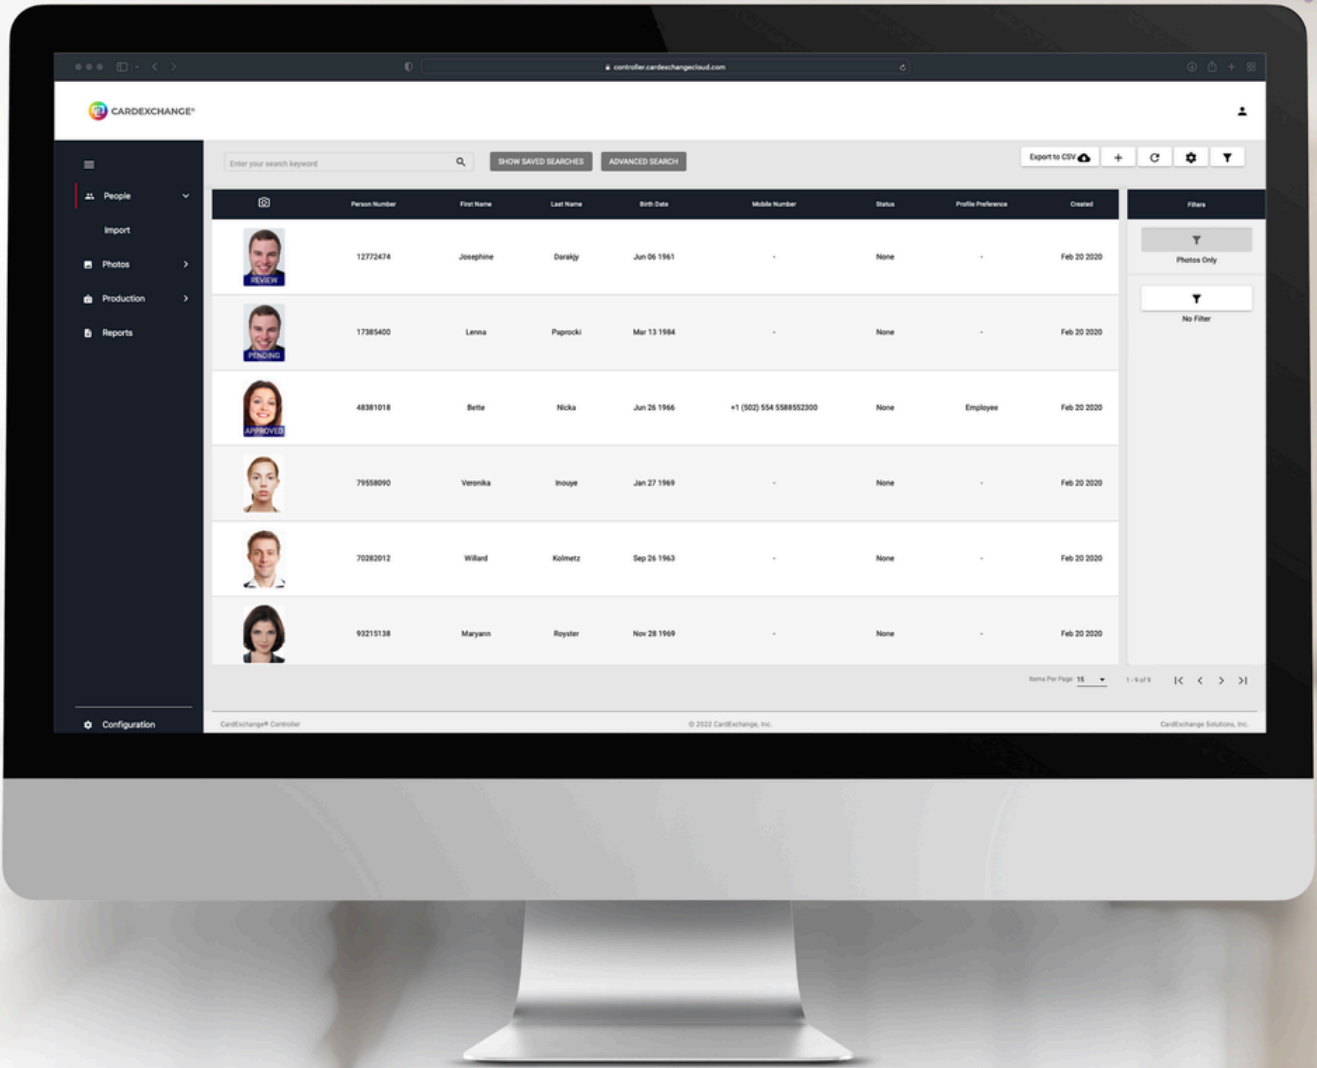 controller.cardexchangecloud.com
CARDEXCHANGE®
Enter your search keyword
SHOW SAVED SEARCHES
ADVANCED SEARCH
Export to CSV
People
Import
Photos
Production
Reports
Configuration
Person Number First Name Last Name Birth Date Mobile Number Status Profile Preference Created
REVIEW 12772474 Josephine Darakjy Jun 06 1961 - None - Feb 20 2020
PENDING 17385400 Lenna Paprocki Mar 13 1984 - None - Feb 20 2020
APPROVED 48381018 Bette Nicka Jun 26 1966 +1 (502) 554 5588552300 None Employee Feb 20 2020
79558090 Veronika Inouye Jan 27 1969 - None - Feb 20 2020
70282012 Willard Kolmetz Sep 26 1963 - None - Feb 20 2020
93215138 Maryann Royster Nov 28 1969 - None - Feb 20 2020
Filters
Photos Only
No Filter
Items Per Page 15 1 - 9 of 9
CardExchange® Controller © 2022 CardExchange, Inc. CardExchange Solutions, Inc.